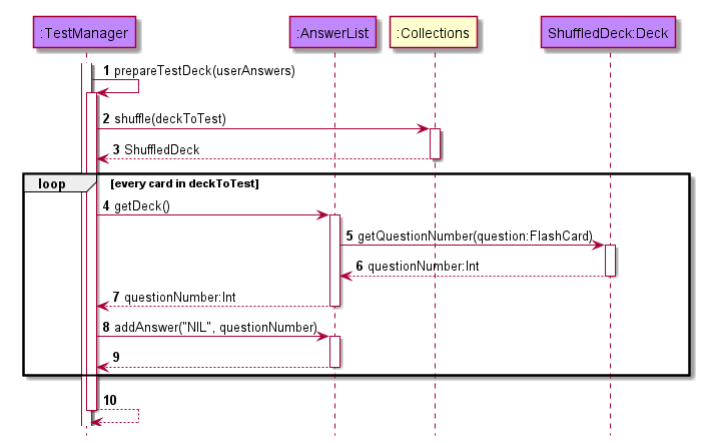 :TestManager :AnswerList :Collections ShuffledDeck:Deck
1 prepareTestDeck(userAnswers)
2 shuffle(deckToTest)
3 ShuffledDeck
loop [every card in deckToTest]
4 getDeck()
5 getQuestionNumber(question:FlashCard)
6 questionNumber:Int
7 questionNumber:Int
8 addAnswer("NIL", questionNumber)
9
10